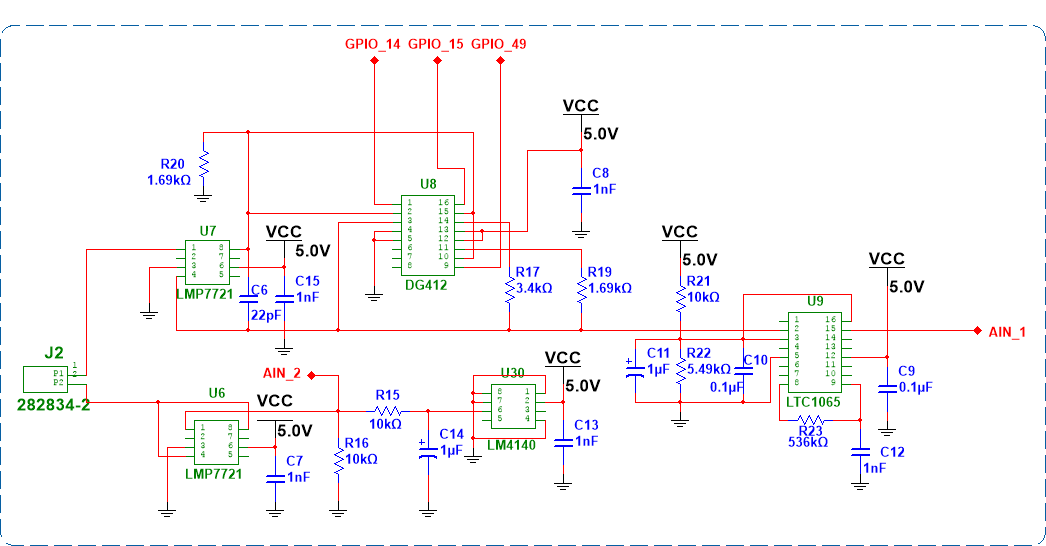 GPIO_14 GPIO_15 GPIO_49
VCC
5.0V
R20
1.69kΩ
C8
1nF
U8
1 16
2 15
3 14
4 13
5 12
6 11
7 10
8 9
DG412
U7
1 8
2 7
3 6
4 5
LMP7721
VCC
5.0V
C6
22pF
C15
1nF
R17
3.4kΩ
R19
1.69kΩ
VCC
5.0V
R21
10kΩ
VCC
5.0V
U9
1 16
2 15
3 14
4 13
5 12
6 11
7 10
8 9
LTC1065
AIN_1
C11
+
1µF
R22
5.49kΩ
C10
0.1µF
C9
0.1µF
R23
536kΩ
C12
1nF
J2
P1 1
P2 2
282834-2
AIN_2
U6
1 8
2 7
3 6
4 5
LMP7721
VCC
5.0V
C7
1nF
R16
10kΩ
R15
10kΩ
C14
+
1µF
VCC
5.0V
U30
8 1
7 2
6 3
5 4
LM4140
C13
1nF